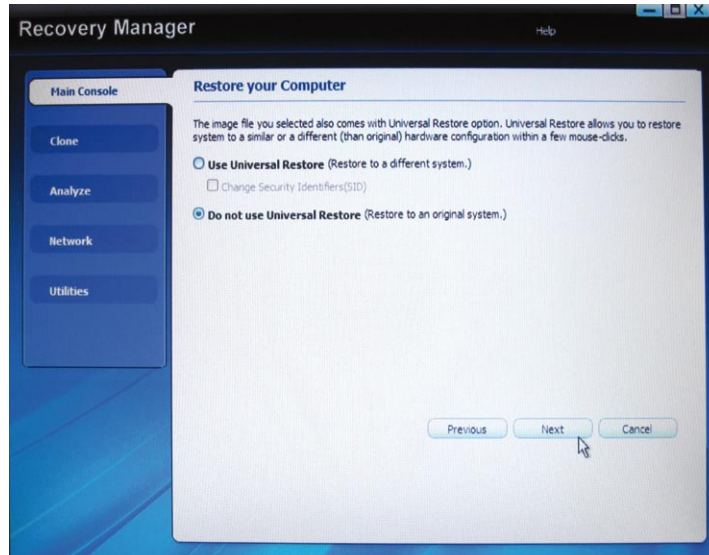 Recovery Manager
Help
Main Console
Clone
Analyze
Network
Utilities
Restore your Computer
The image file you selected also comes with Universal Restore option. Universal Restore allows you to restore
system to a similar or a different (than original) hardware configuration within a few mouse-clicks.
Use Universal Restore (Restore to a different system.)
Change Security Identifiers(SID)
Do not use Universal Restore (Restore to an original system.)
Previous Next Cancel